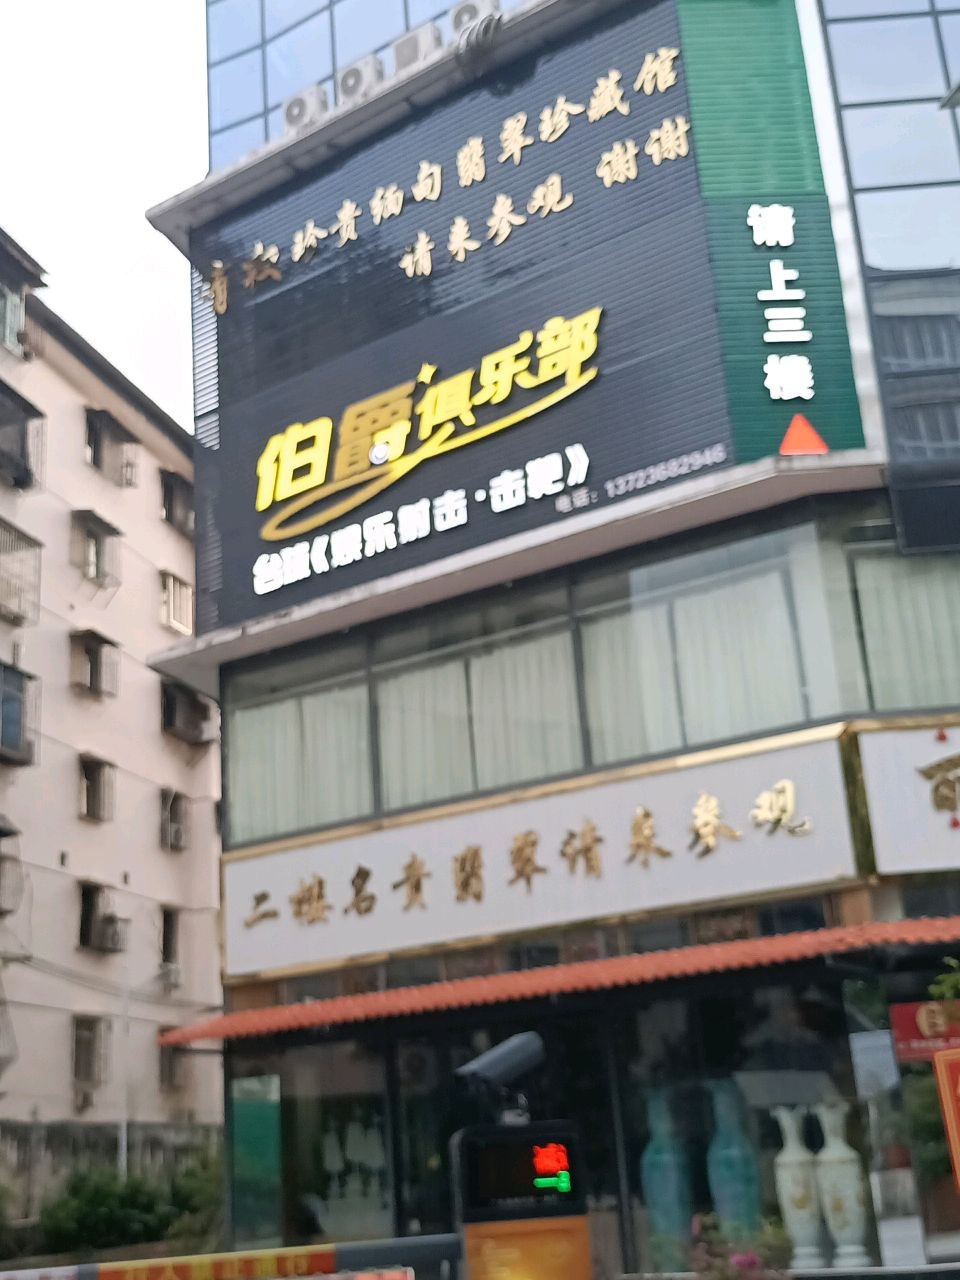 珍贵缅甸翡翠珍藏馆
请来参观 谢谢
请上三楼
伯爵俱乐部
台球《娱乐射击·击靶》
电话：13723682946
二楼名贵翡翠请来参观